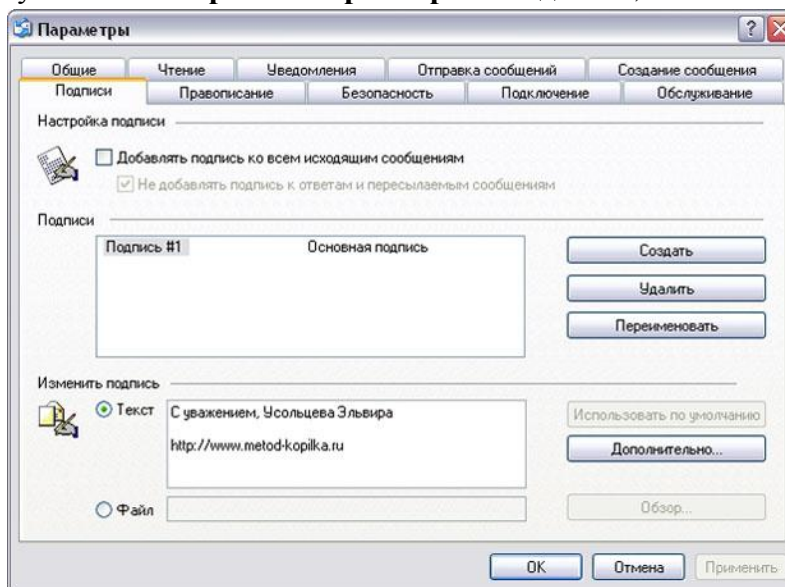 Параметры
Общие Чтение Уведомления Отправка сообщений Создание сообщения
Подписи Правописание Безопасность Подключение Обслуживание
Настройка подписи
Добавлять подпись ко всем исходящим сообщениям
Не добавлять подпись к ответам и пересылаемым сообщениям
Подписи
Подпись #1 Основная подпись
Создать
Удалить
Переименовать
Изменить подпись
Текст С уважением, Усольцева Эльвира Использовать по умолчанию
http://www.metod-kopilka.ru Дополнительно...
Файл Обзор...
OK Отмена Применить